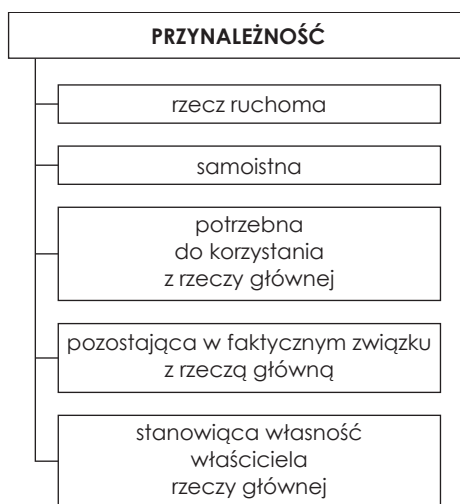 PRZYNALEŻNOŚĆ
rzecz ruchoma
samoistna
potrzebna
do korzystania
z rzeczy głównej
pozostająca w faktycznym związku
z rzeczą główną
stanowiąca własność
właściciela
rzeczy głównej